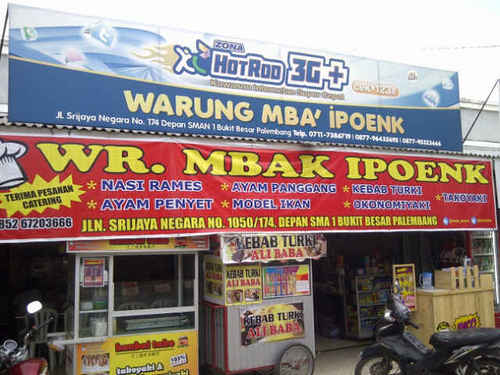 XL
ZONA
HOTROD 3G+
WARUNG MBA' IPOENK
Jl. Srijaya Negara No. 174 Depan SMAN 1 Bukit Besar Palembang
WR. MBAK IPOENK
TERIMA PESANAN
CATERING
* NASI RAMES * AYAM PANGGANG * KEBAB TURKI
* AYAM PENYET * MODEL IKAN * OKONOMIYAKI * TAKOYAKI
852 67203666 JLN. SRIJAYA NEGARA NO. 1050/174, DEPAN SMA 1 BUKIT BESAR PALEMBANG
KEBAB TURKI
ALI BABA
KEBAB TURKI
ALI BABA
KEBAB TURKI
ALI BABA
takoyaki &